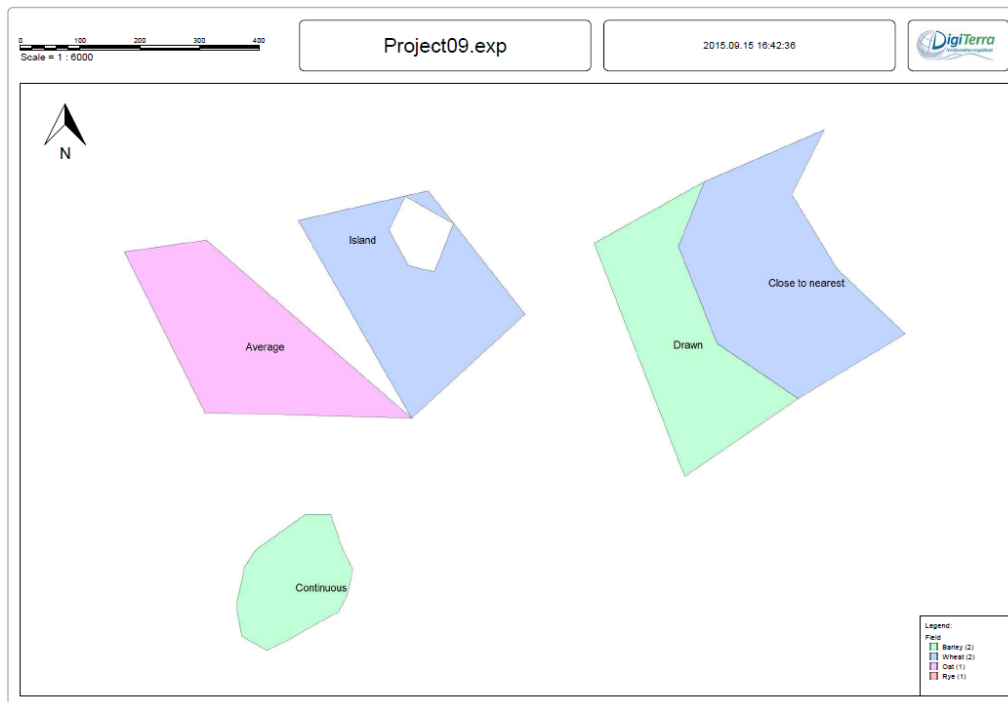 0 100 200 300 400
Scale = 1 : 6000
Project09.exp
2015.09.15 16:42:36
DigiTerra
N
Island
Close to nearest
Average
Drawn
Continuous
Legend:
Field
Barley (2)
Wheat (2)
Oat (1)
Rye (1)